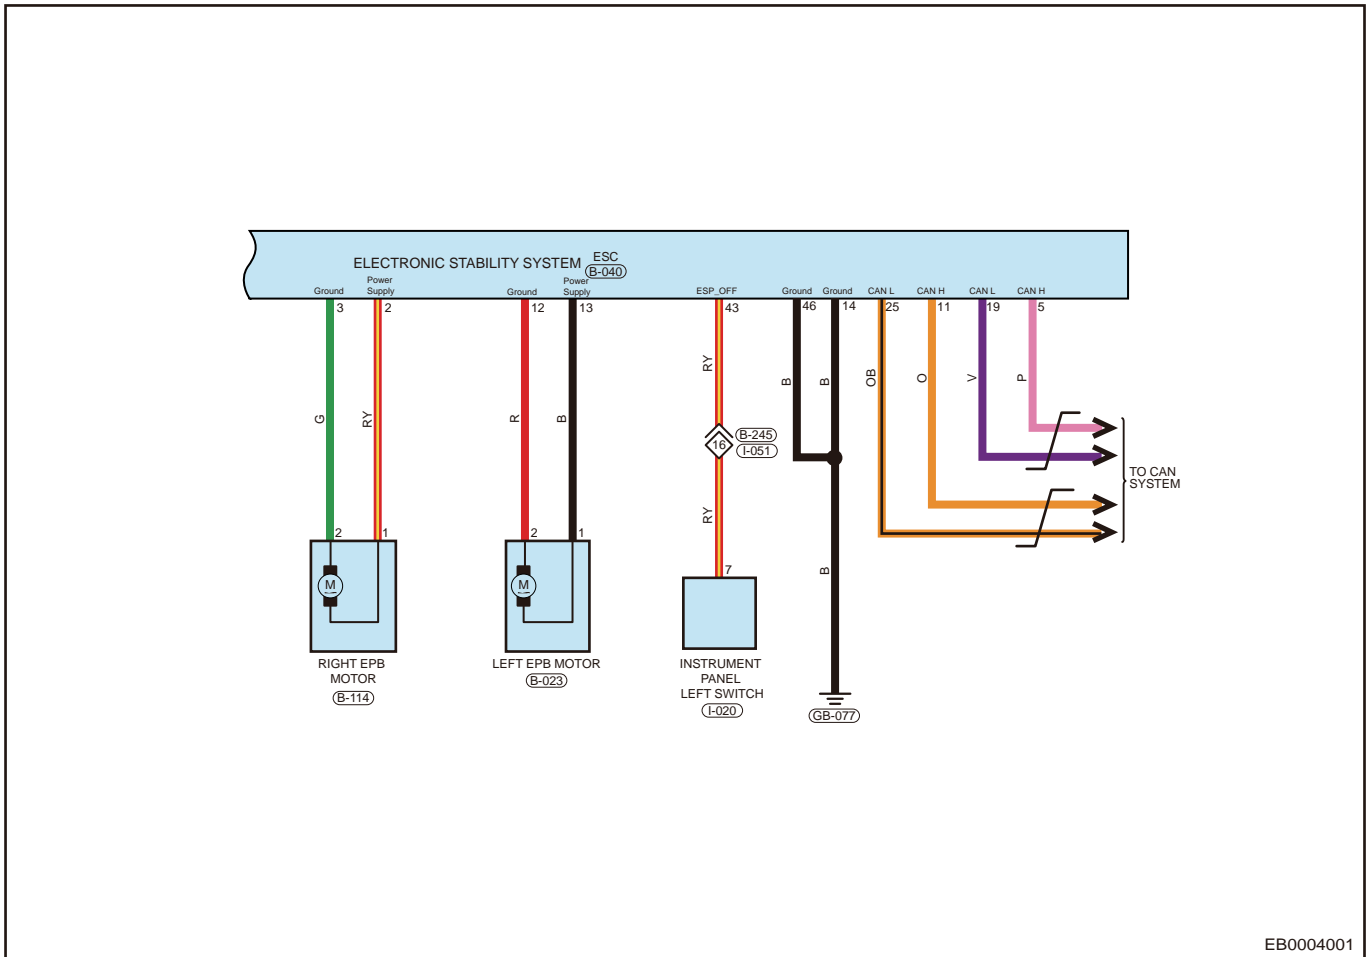 ELECTRONIC STABILITY SYSTEM
ESC
B-040
Ground
Power
Supply
Ground
Power
Supply
ESP_OFF
Ground
Ground
CAN L
CAN H
CAN L
CAN H
3
2
12
13
43
46
14
25
11
19
5
G
RY
R
B
RY
B
B
OB
O
V
P
16
B-245
I-051
TO CAN
SYSTEM
RY
B
2
1
2
1
7
M
M
RIGHT EPB
MOTOR
B-114
LEFT EPB MOTOR
B-023
INSTRUMENT
PANEL
LEFT SWITCH
I-020
GB-077
EB0004001